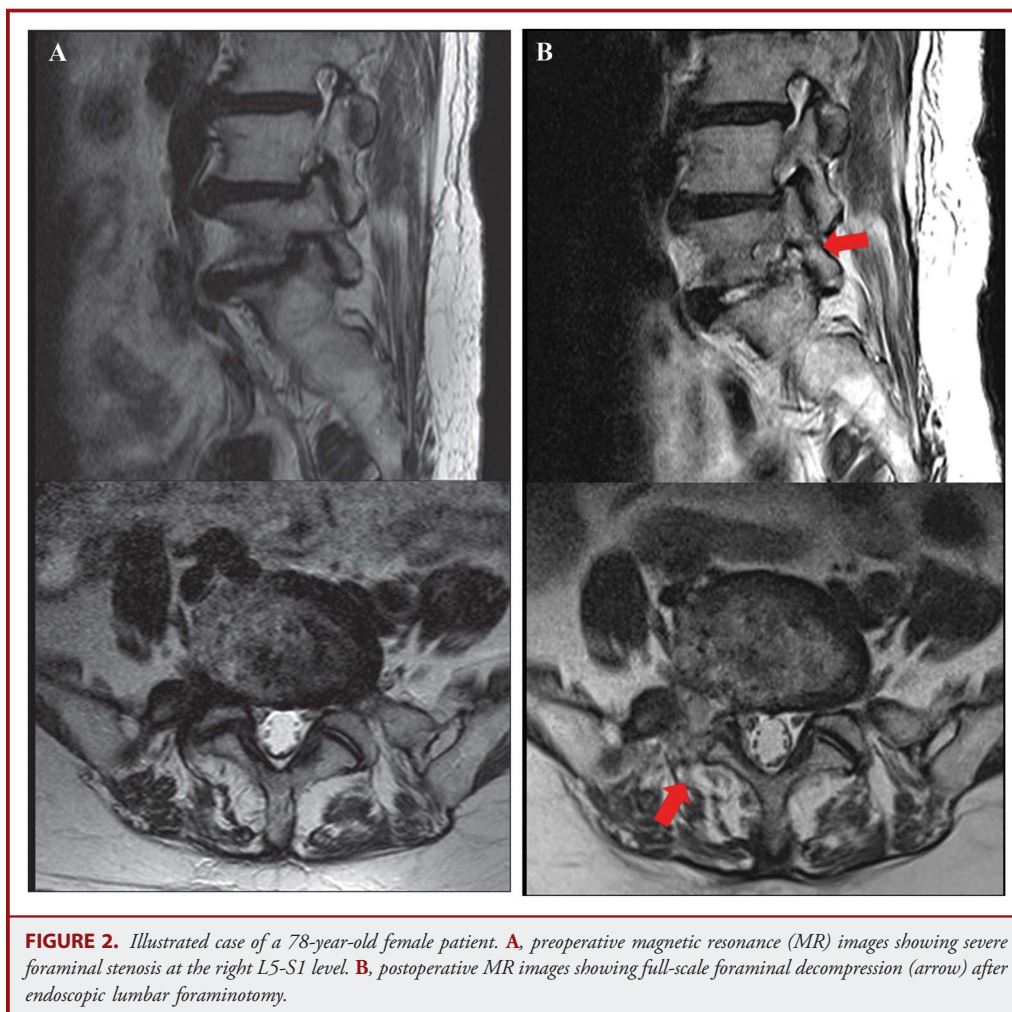 A
B
FIGURE 2. Illustrated case of a 78-year-old female patient. A, preoperative magnetic resonance (MR) images showing severe
foraminal stenosis at the right L5-S1 level. B, postoperative MR images showing full-scale foraminal decompression (arrow) after
endoscopic lumbar foraminotomy.